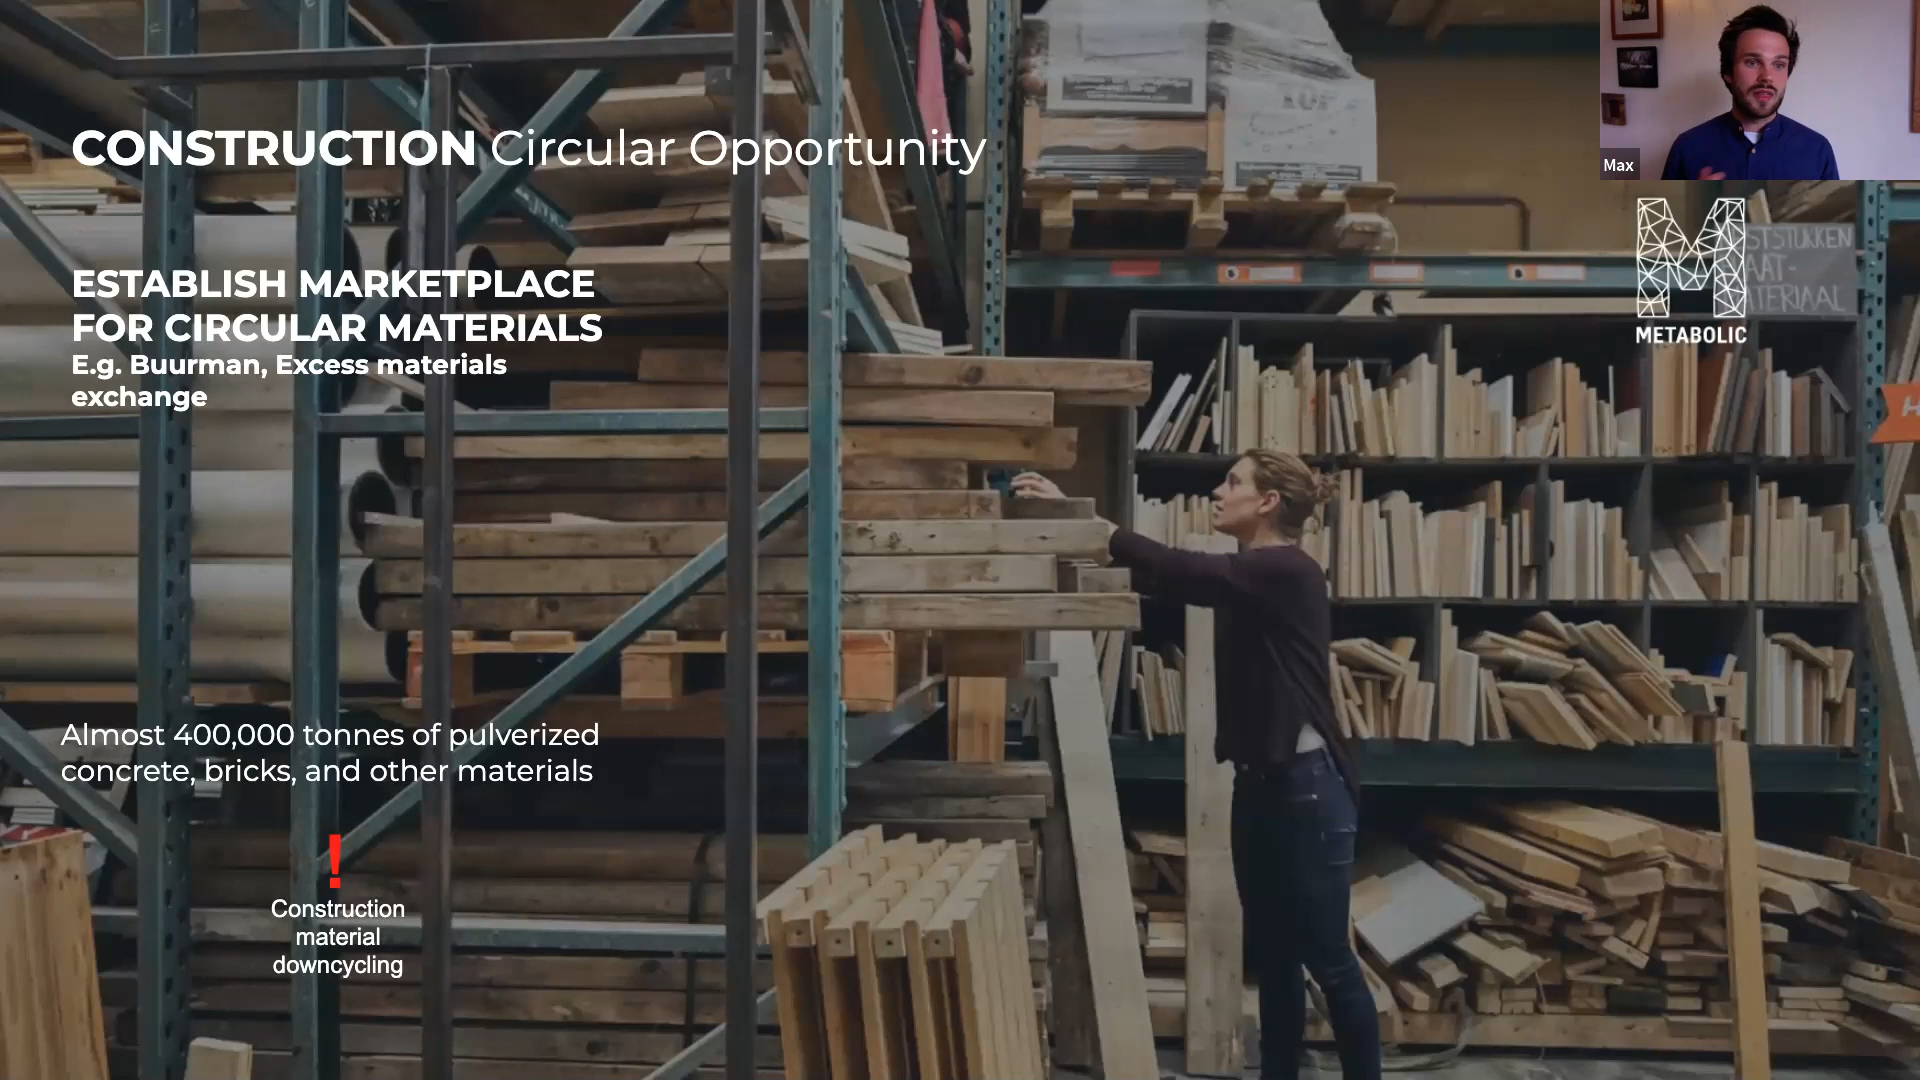 CONSTRUCTION Circular Opportunity
Max
METABOLIC
ESTABLISH MARKETPLACE
FOR CIRCULAR MATERIALS
E.g. Buurman, Excess materials
exchange
Almost 400,000 tonnes of pulverized
concrete, bricks, and other materials
!
Construction
material
downcycling